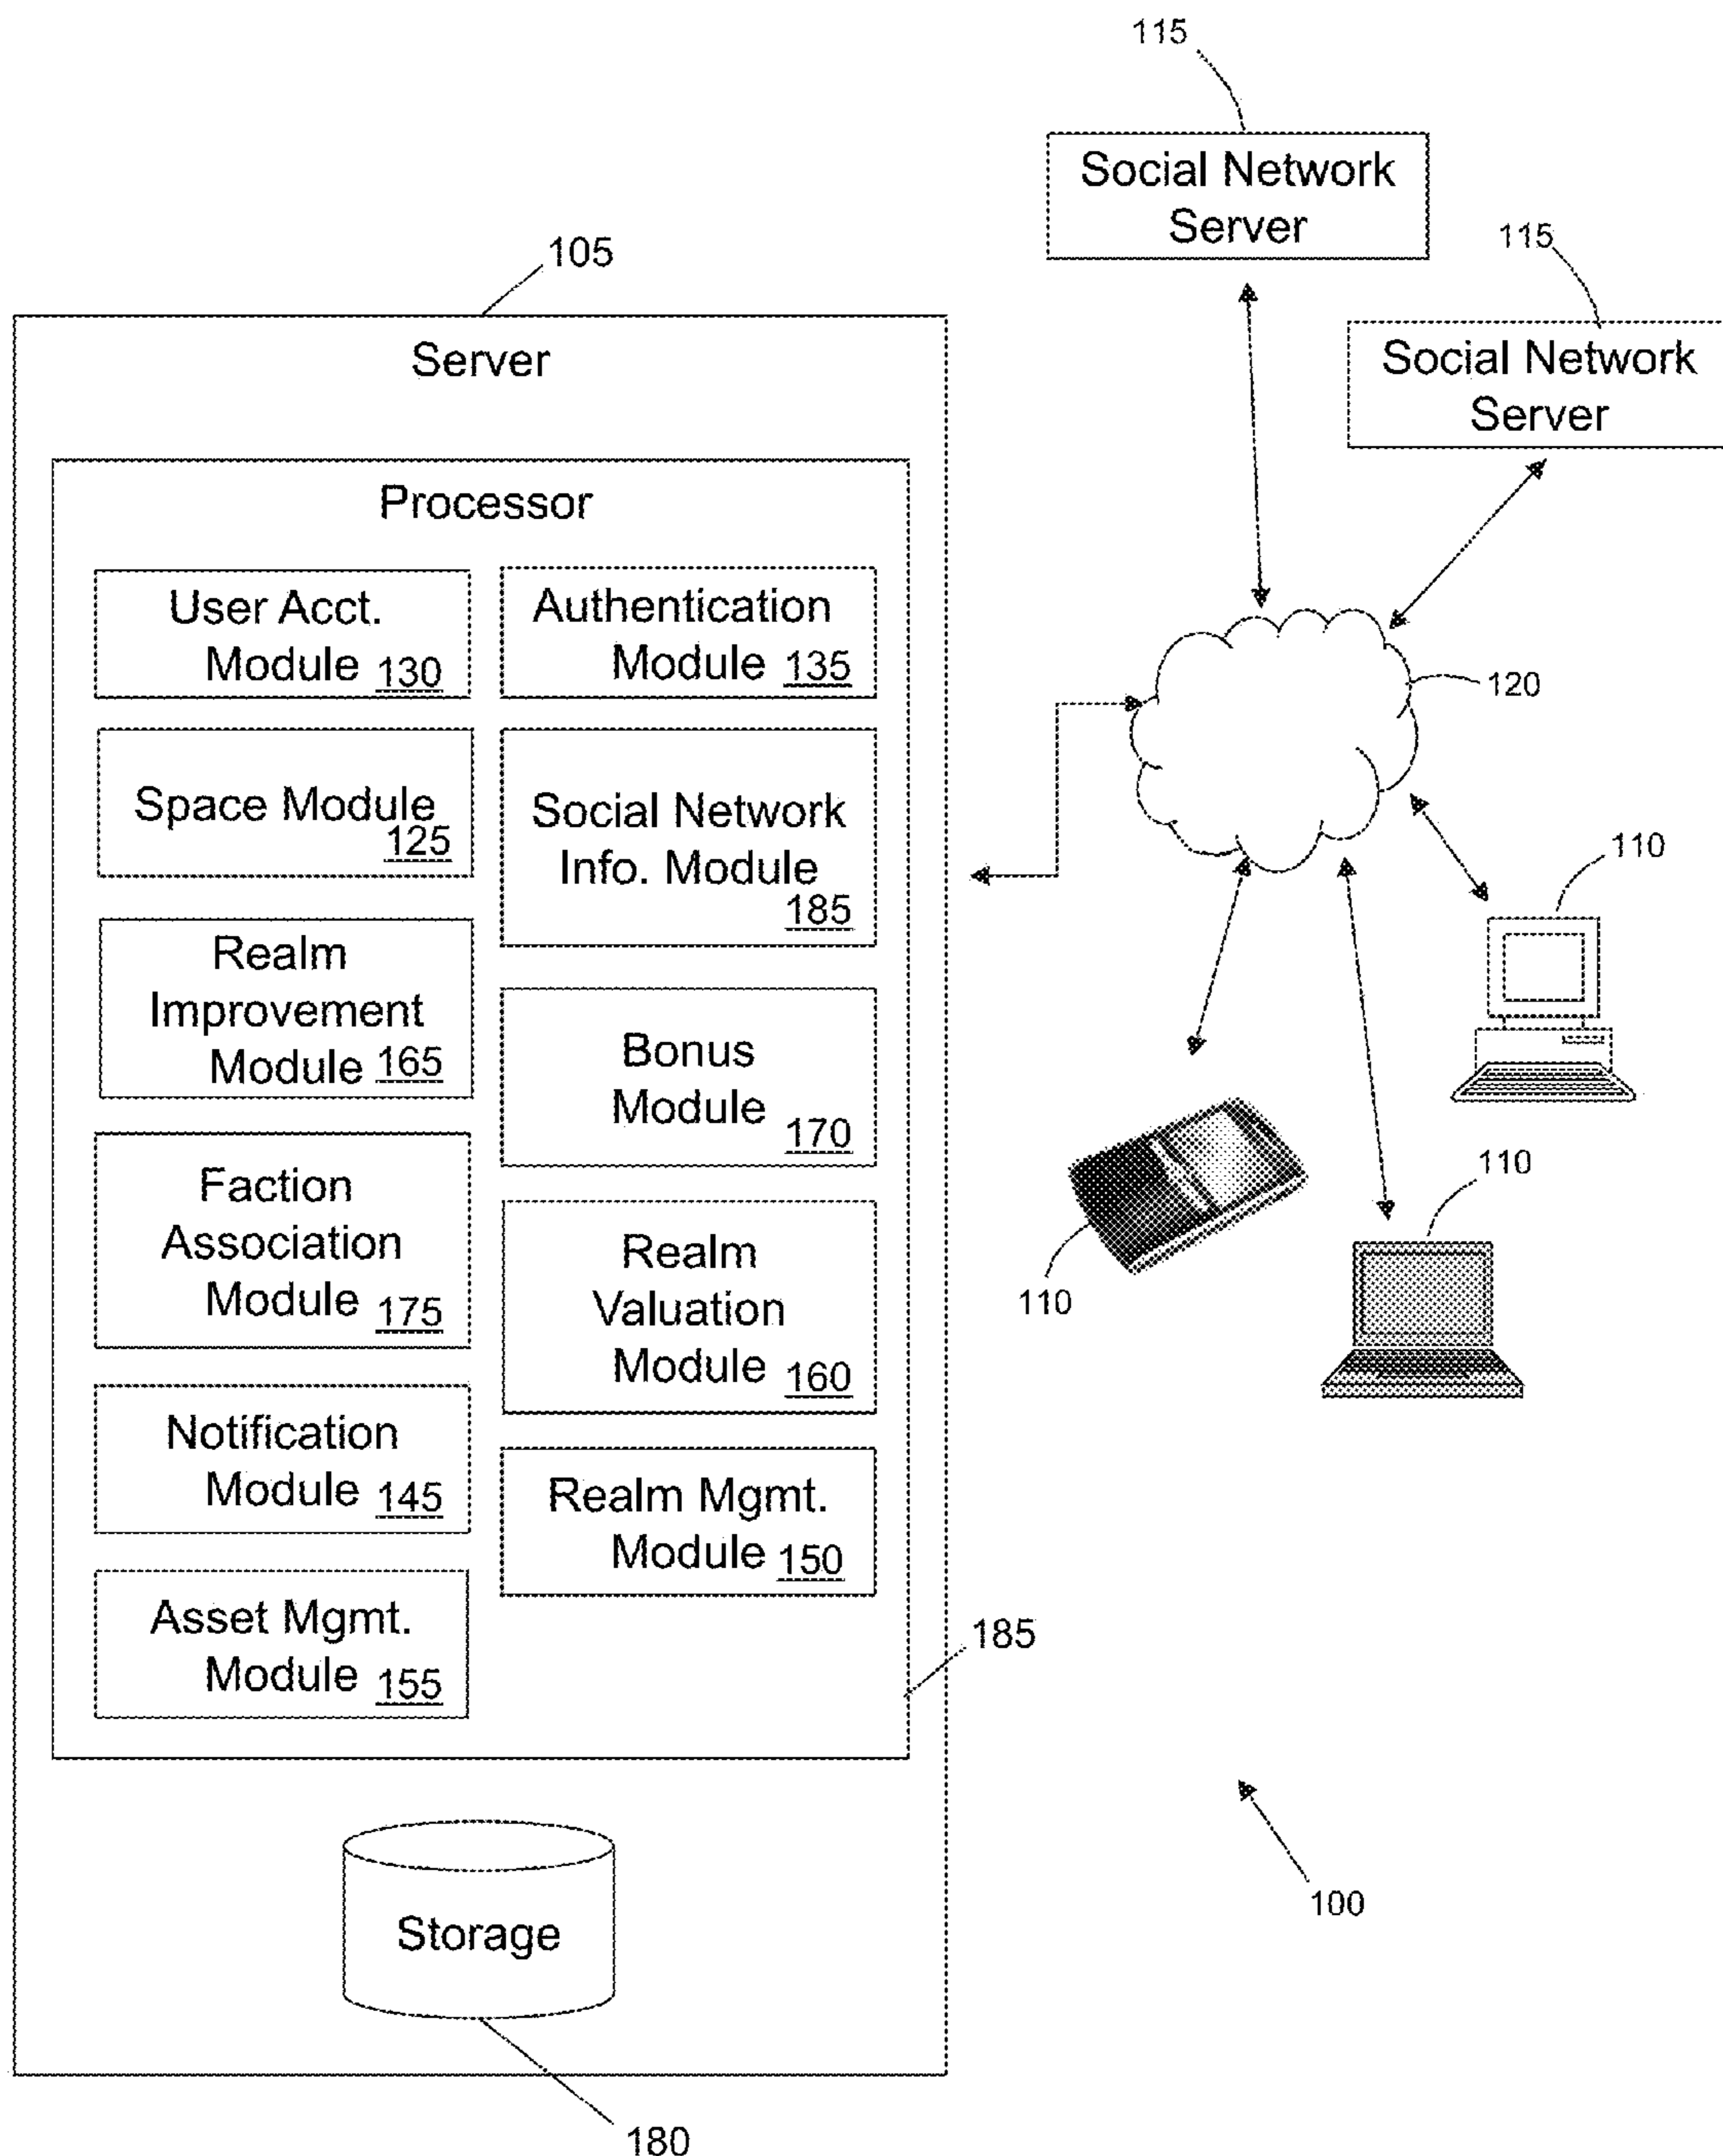 115
Social Network
Server
115
Social Network
Server
105
Server
Processor
User Acct.
Module 130
Authentication
Module 135
Space Module
125
Social Network
Info. Module
185
Realm
Improvement
Module 165
Bonus
Module 170
Faction
Association
Module 175
Realm
Valuation
Module 160
Notification
Module 145
Realm Mgmt.
Module 150
Asset Mgmt.
Module 155
185
Storage
180
120
110
110
110
100